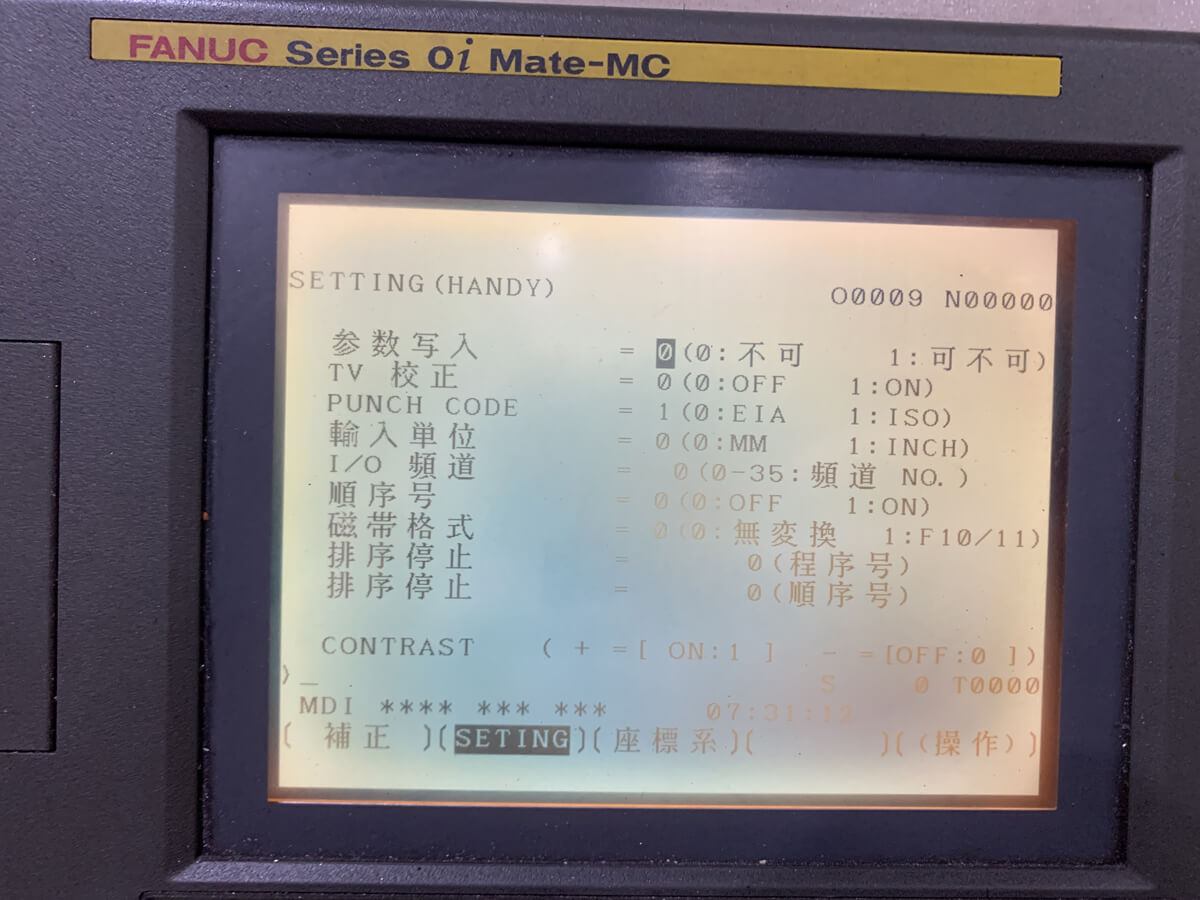 FANUC Series 0i Mate-MC
SETTING(HANDY)
O0009 N00000
参数写入 = 0(0:不可 1:可不可)
TV 校正 = 0(0:OFF 1:ON)
PUNCH CODE = 1(0:EIA 1:ISO)
輸入単位 = 0(0:MM 1:INCH)
I/O 頻道 = 0(0-35:頻道 NO.)
順序号 = 0(0:OFF 1:ON)
磁帯格式 = 0(0:無変換 1:F10/11)
排序停止 = 0(程序号)
排序停止 = 0(順序号)
CONTRAST ( + =[ ON:1 ] - =[OFF:0 ])
>_
S 0 T0000
MDI **** *** *** 07:31:12
[ 補正 ][SETING][座標系][ ][(操作)]